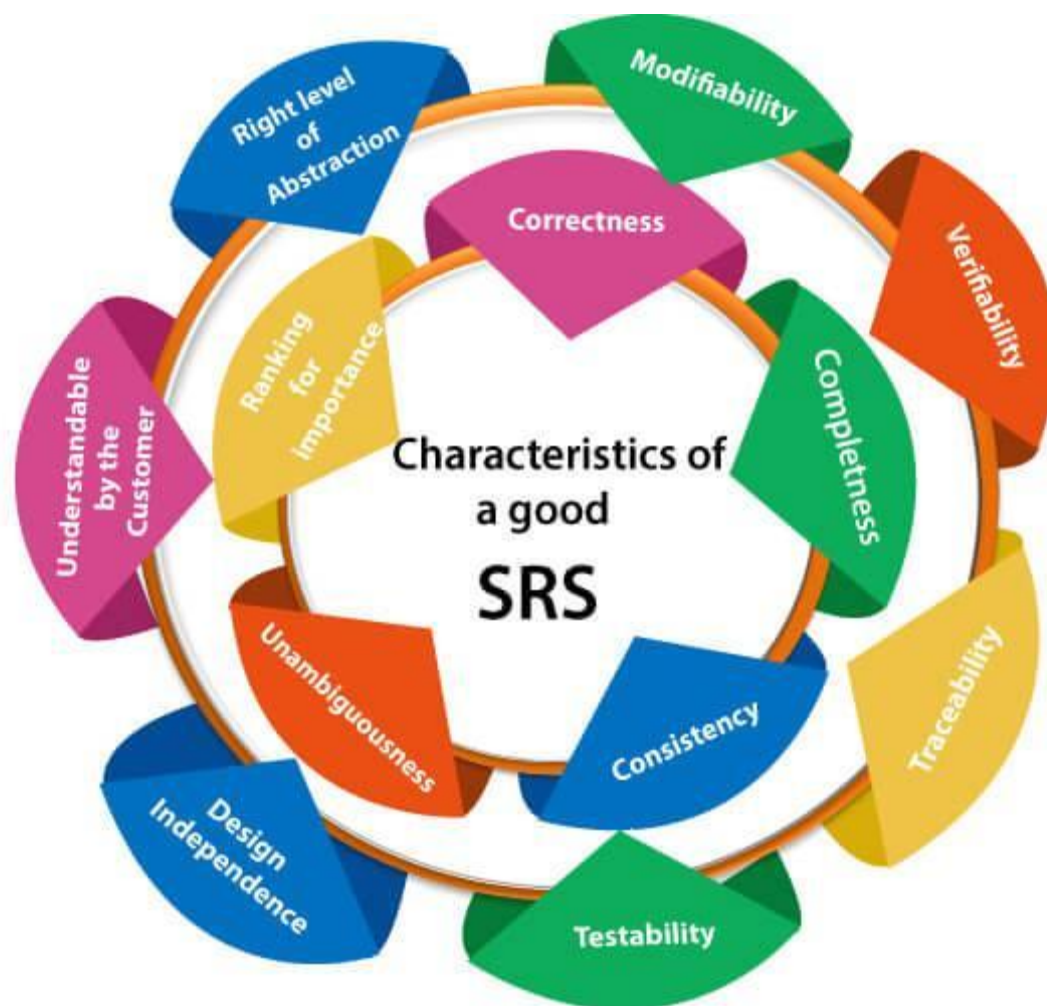 Characteristics of
a good
SRS
Correctness
Completness
Consistency
Unambiguousness
Ranking
for
importance
Modifiability
Verifiability
Traceability
Testability
Design
Independence
Understandable
by the
Customer
Right level
of
Abstraction